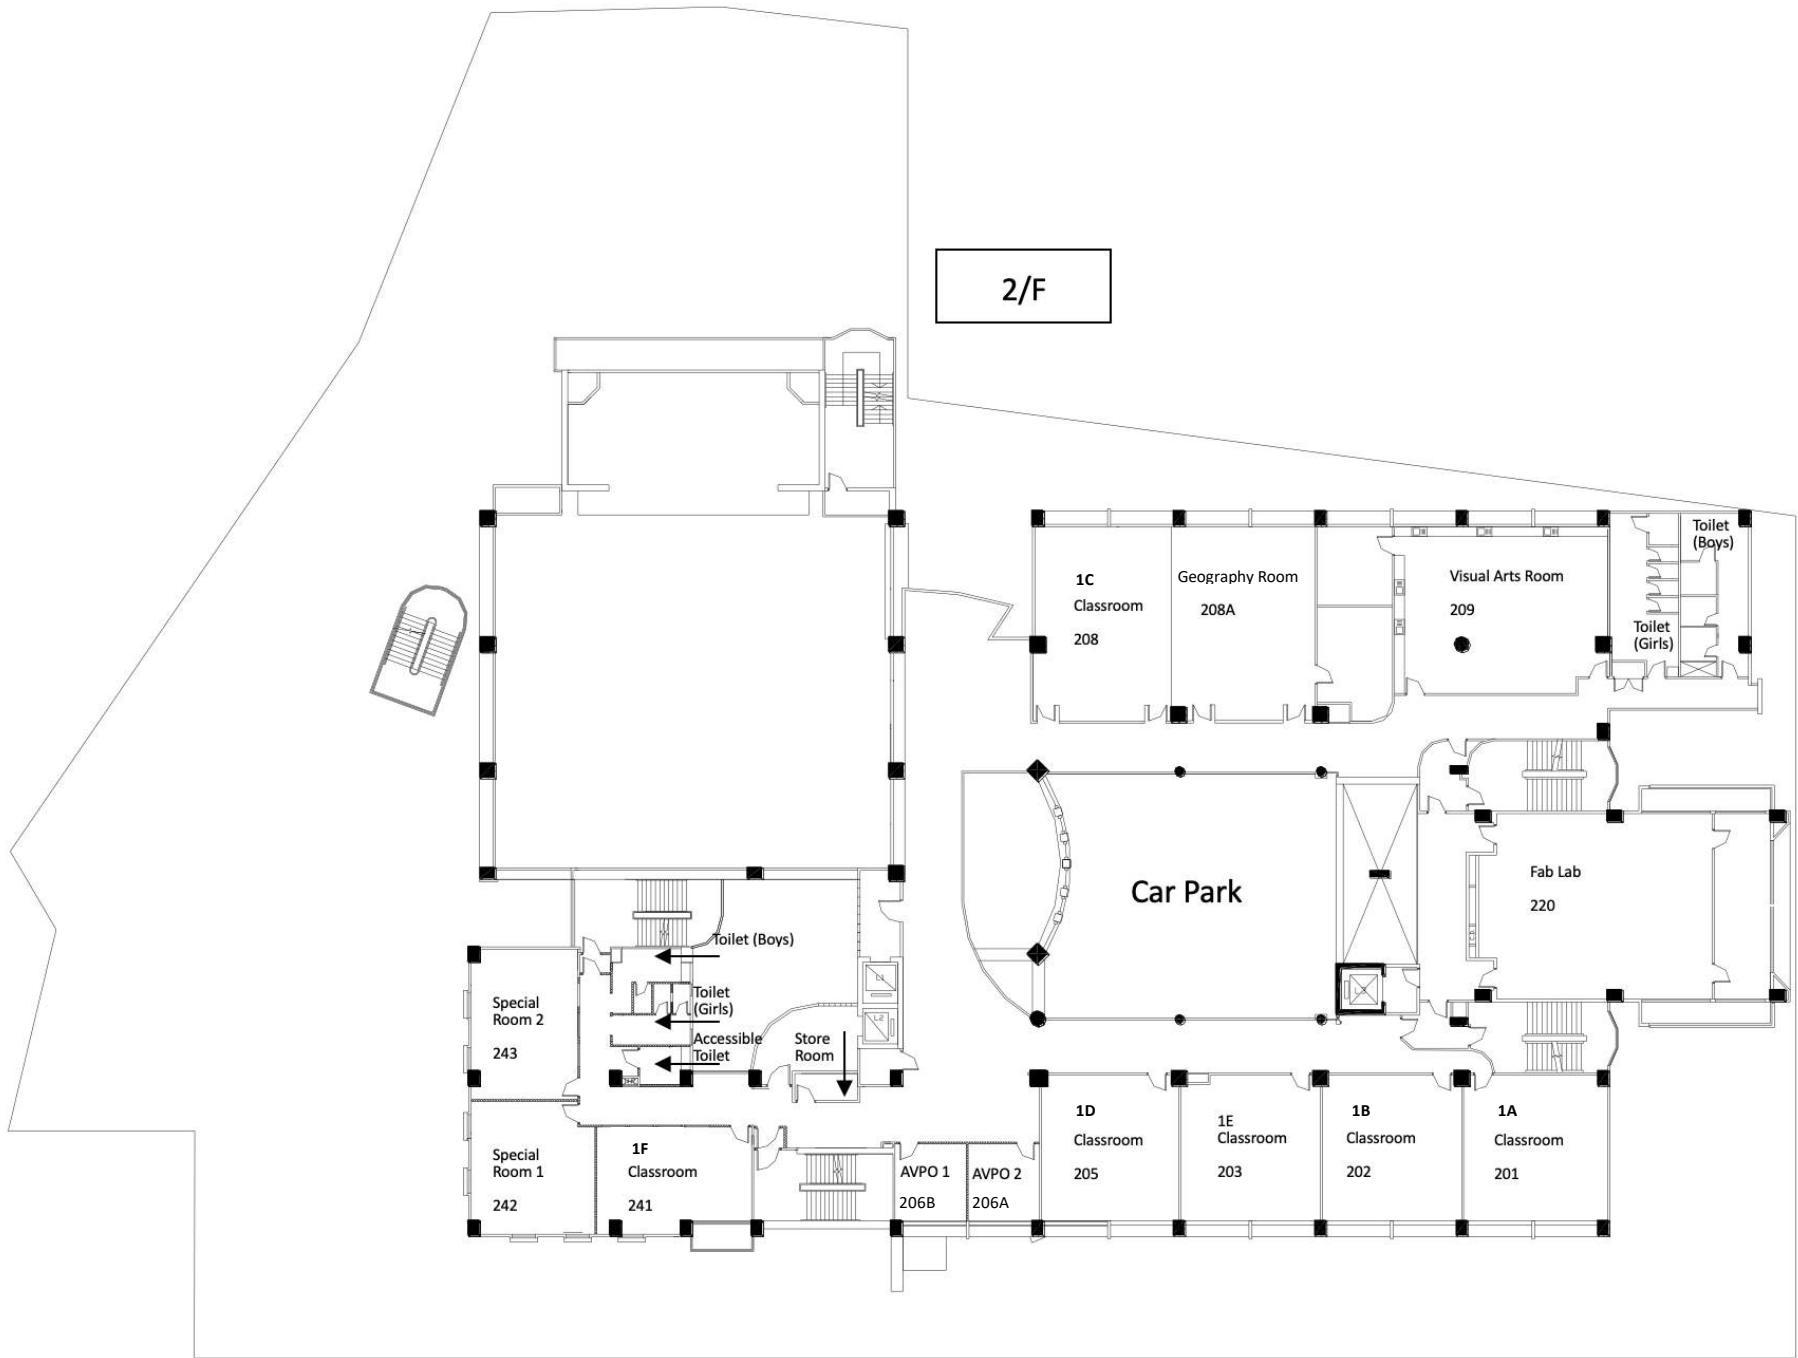 2/F
1C
Classroom
208
Geography Room
208A
Visual Arts Room
209
Toilet
(Boys)
Toilet
(Girls)
Car Park
Fab Lab
220
Toilet (Boys)
Toilet
(Girls)
Accessible
Toilet
Store
Room
L1
L2
L3
Special
Room 2
243
Special
Room 1
242
1F
Classroom
241
AVPO 1
206B
AVPO 2
206A
1D
Classroom
205
1E
Classroom
203
1B
Classroom
202
1A
Classroom
201